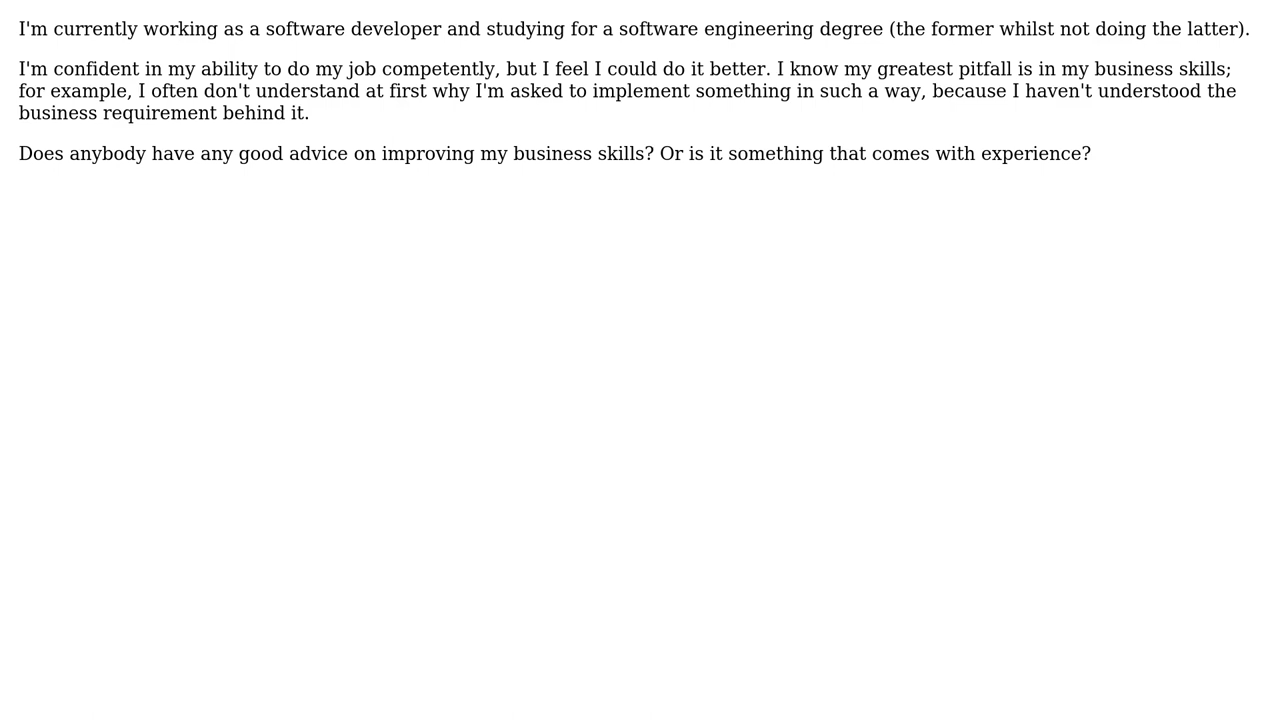 I'm currently working as a software developer and studying for a software engineering degree (the former whilst not doing the latter).
I'm confident in my ability to do my job competently, but I feel I could do it better. I know my greatest pitfall is in my business skills;
for example, I often don't understand at first why I'm asked to implement something in such a way, because I haven't understood the
business requirement behind it.
Does anybody have any good advice on improving my business skills? Or is it something that comes with experience?